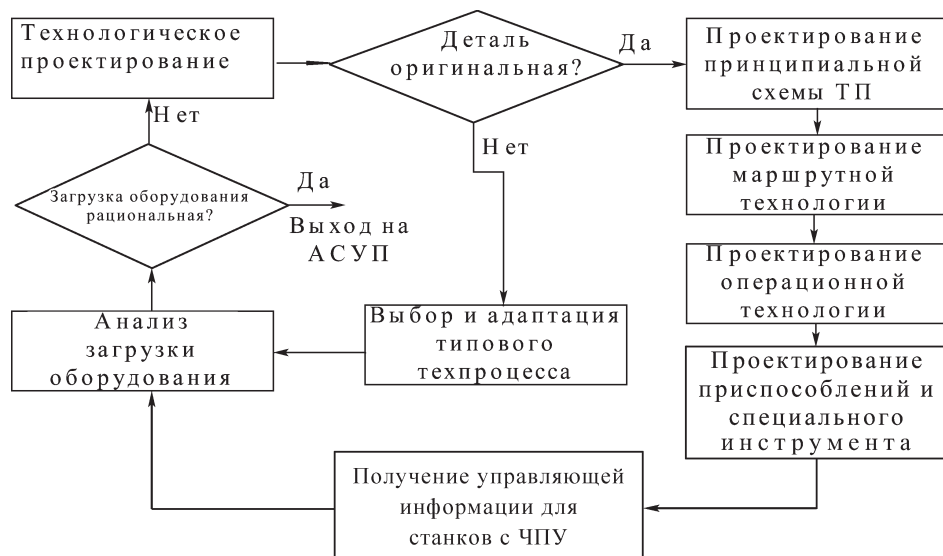 Технологическое
проектирование
Деталь
оригинальная?
Да
Проектирование
принципиальной
схемы ТП
Нет
Нет
Проектирование
маршрутной
технологии
Загрузка оборудования
рациональная?
Да
Выход на
АСУП
Проектирование
операционной
технологии
Анализ
загрузки
оборудования
Выбор и адаптация
типового
техпроцесса
Проектирование
приспособлений и
специального
инструмента
Получение управляющей
информации для
станков с ЧПУ